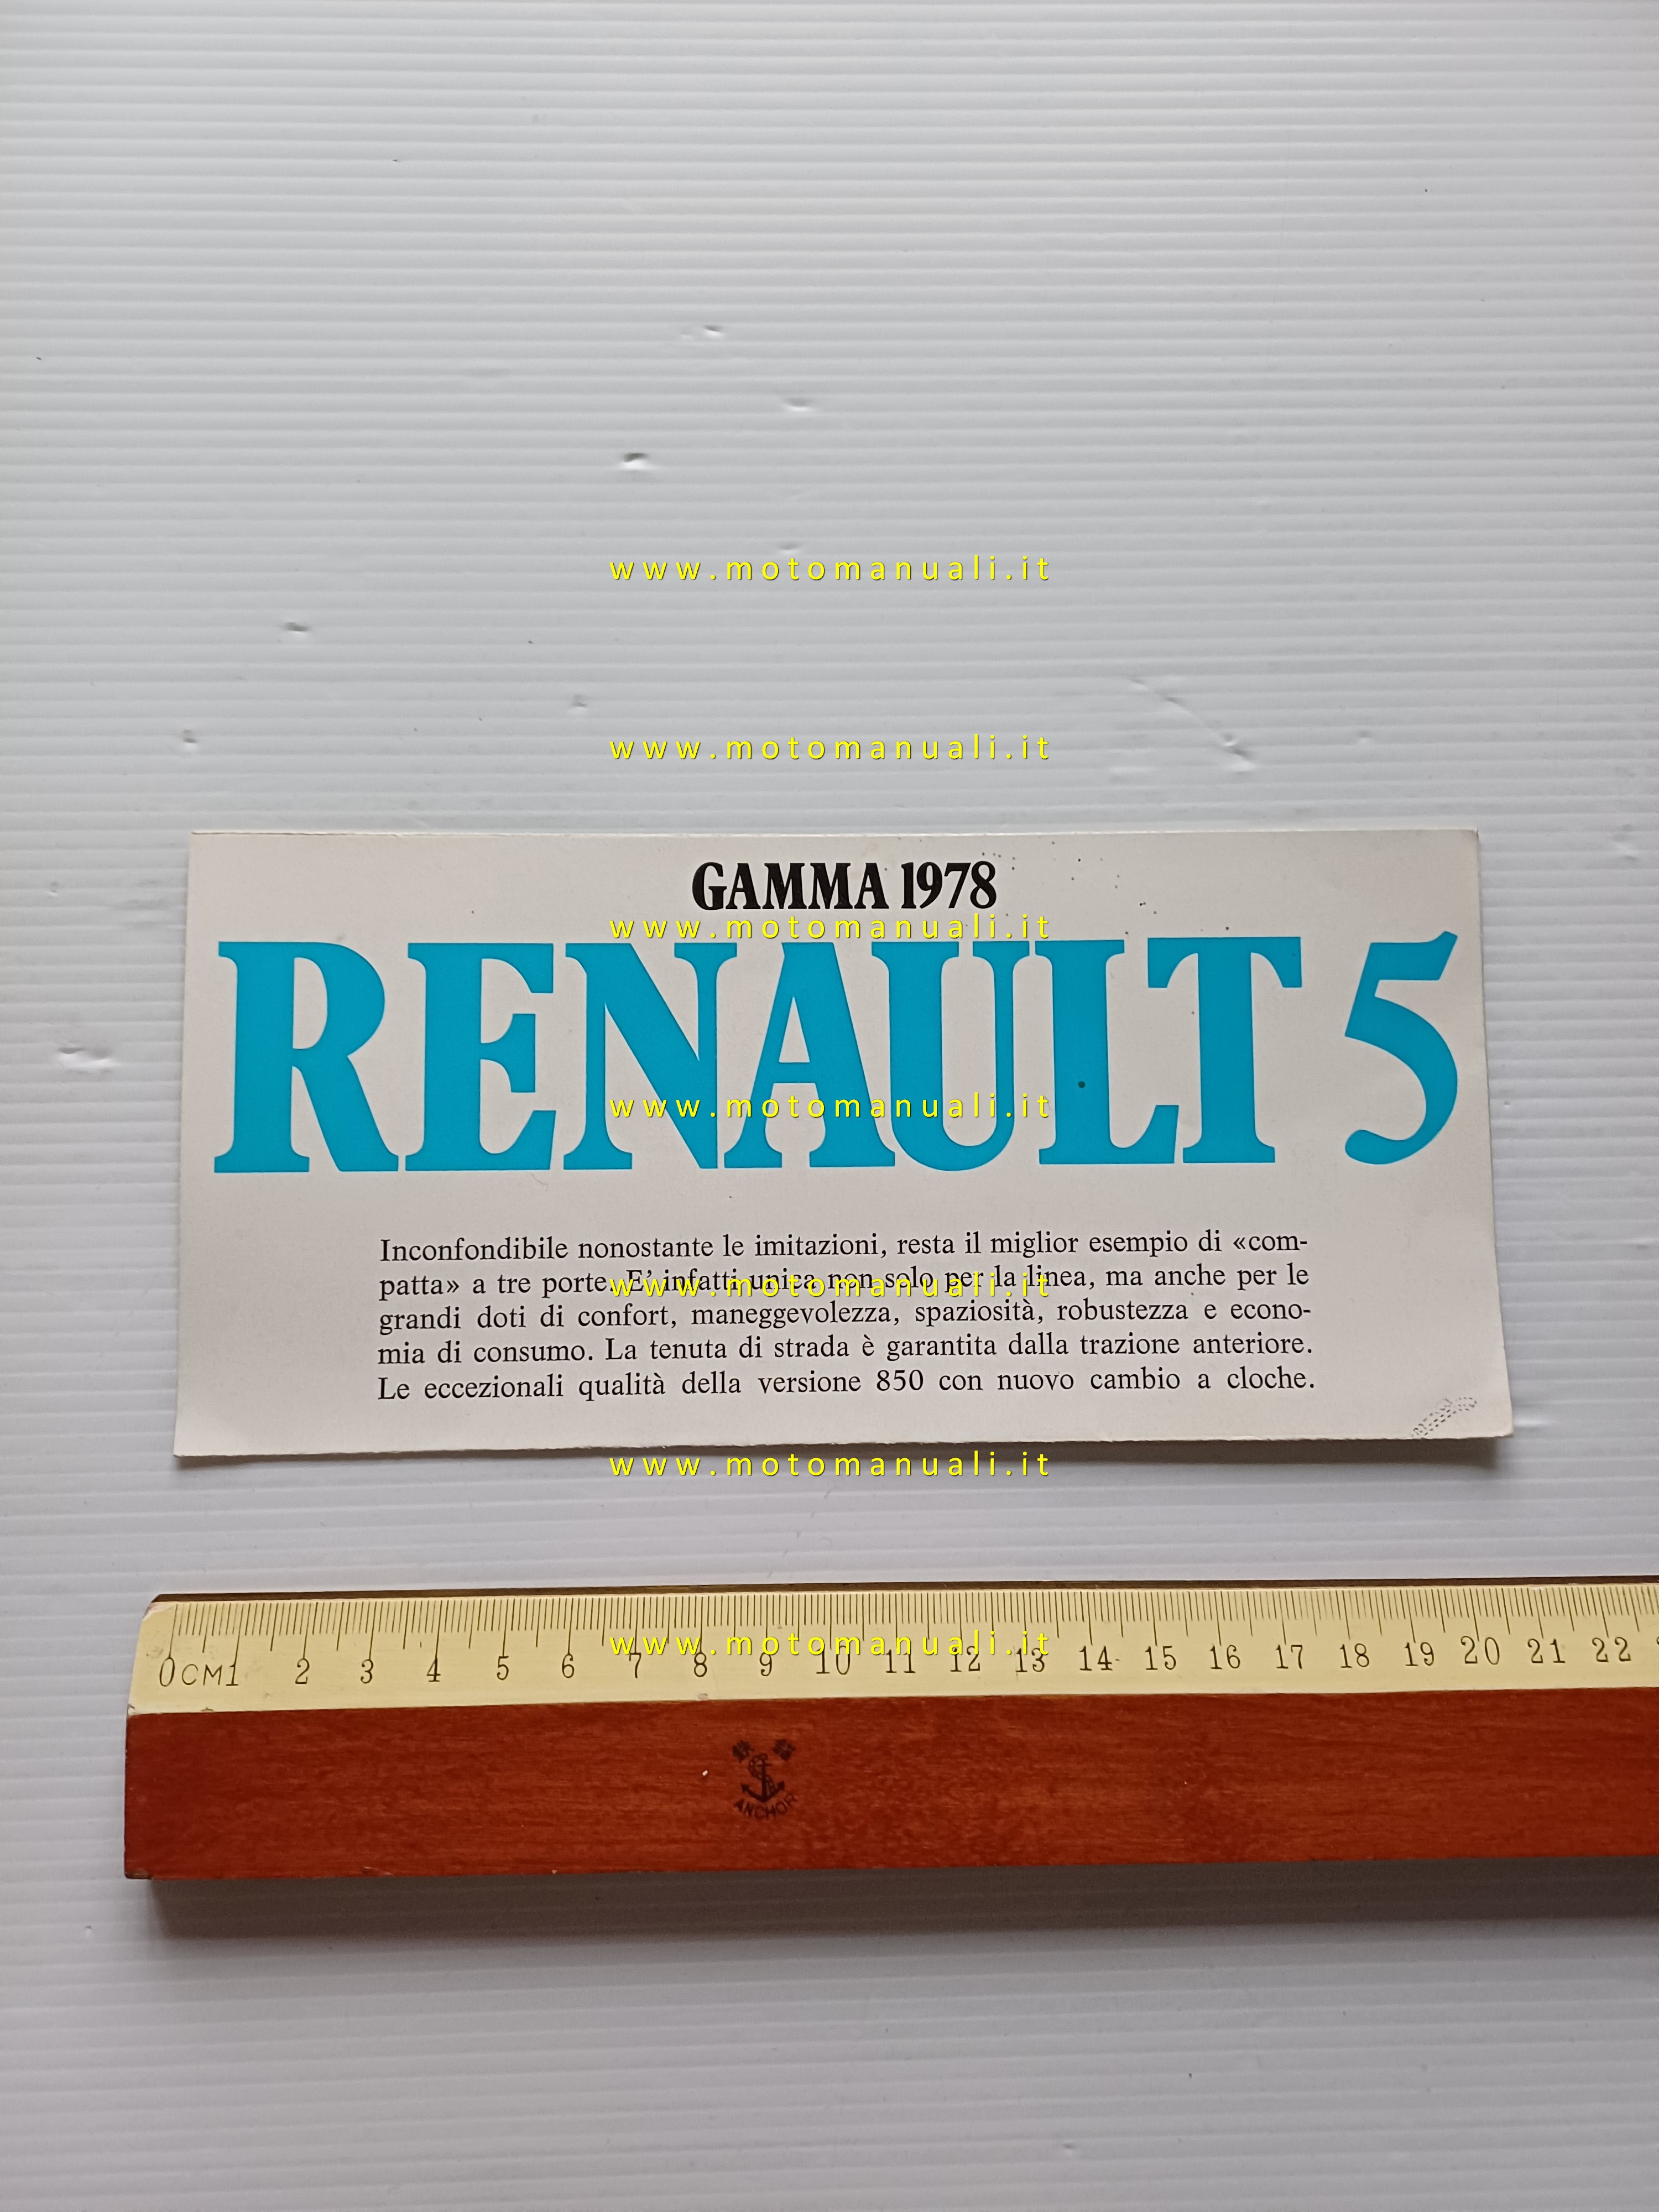 www.motomanuali.it
www.motomanuali.it
GAMMA 1978
www.motomanuali.it
RENAULT 5
www.motomanuali.it
Inconfondibile nonostante le imitazioni, resta il miglior esempio di «com-
patta» a tre porte. E' infatti unica non solo per la linea, ma anche per le
www.motomanuali.it
grandi doti di confort, maneggevolezza, spaziosità, robustezza e econo-
mia di consumo. La tenuta di strada è garantita dalla trazione anteriore.
Le eccezionali qualità della versione 850 con nuovo cambio a cloche.
www.motomanuali.it
www.motomanuali.it
0CM1 2 3 4 5 6 7 8 9 10 11 12 13 14 15 16 17 18 19 20 21 22
ANCHOR